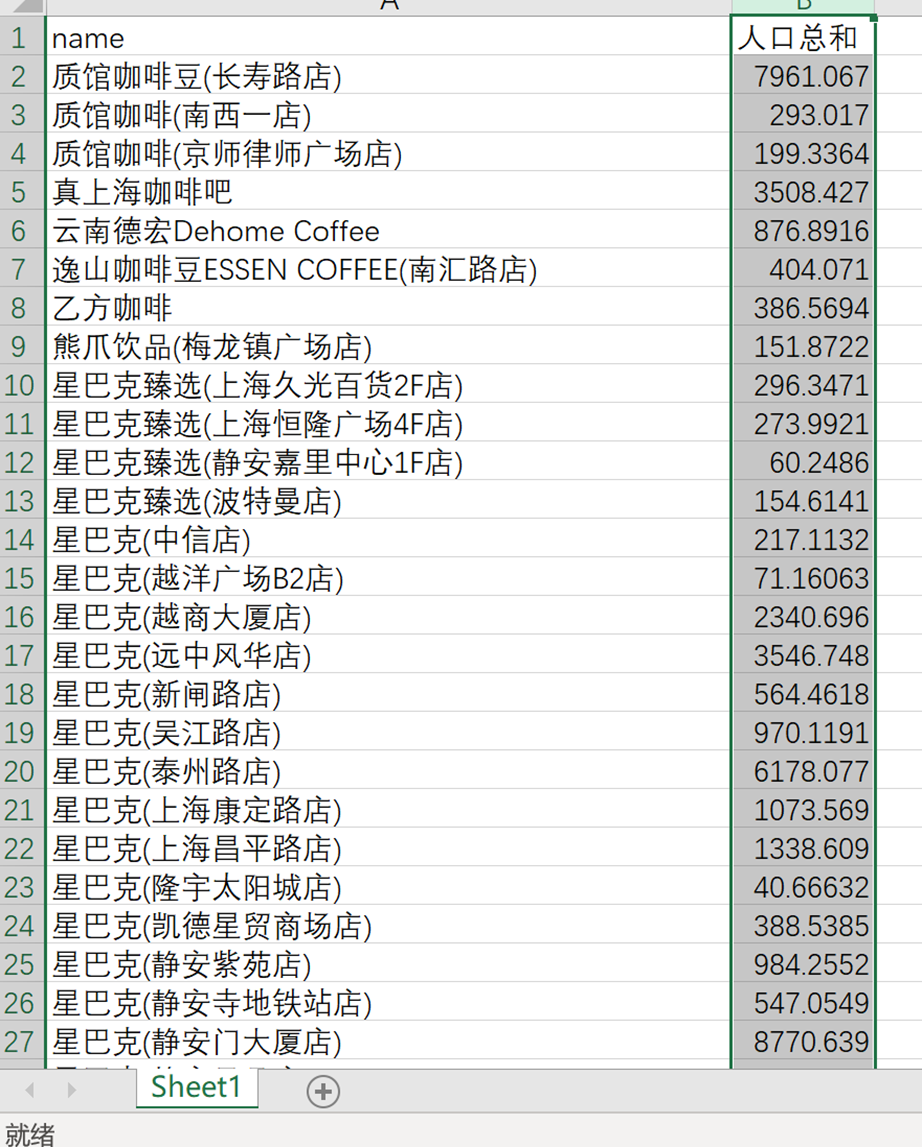 A B
1 name 人口总和
2 质馆咖啡豆(长寿路店) 7961.067
3 质馆咖啡(南西一店) 293.017
4 质馆咖啡(京师律师广场店) 199.3364
5 真上海咖啡吧 3508.427
6 云南德宏Dehome Coffee 876.8916
7 逸山咖啡豆ESSEN COFFEE(南汇路店) 404.071
8 乙方咖啡 386.5694
9 熊爪饮品(梅龙镇广场店) 151.8722
10 星巴克臻选(上海久光百货2F店) 296.3471
11 星巴克臻选(上海恒隆广场4F店) 273.9921
12 星巴克臻选(静安嘉里中心1F店) 60.2486
13 星巴克臻选(波特曼店) 154.6141
14 星巴克(中信店) 217.1132
15 星巴克(越洋广场B2店) 71.16063
16 星巴克(越商大厦店) 2340.696
17 星巴克(远中风华店) 3546.748
18 星巴克(新闸路店) 564.4618
19 星巴克(吴江路店) 970.1191
20 星巴克(泰州路店) 6178.077
21 星巴克(上海康定路店) 1073.569
22 星巴克(上海昌平路店) 1338.609
23 星巴克(隆宇太阳城店) 40.66632
24 星巴克(凯德星贸商场店) 388.5385
25 星巴克(静安紫苑店) 984.2552
26 星巴克(静安寺地铁站店) 547.0549
27 星巴克(静安门大厦店) 8770.639
Sheet1
就绪